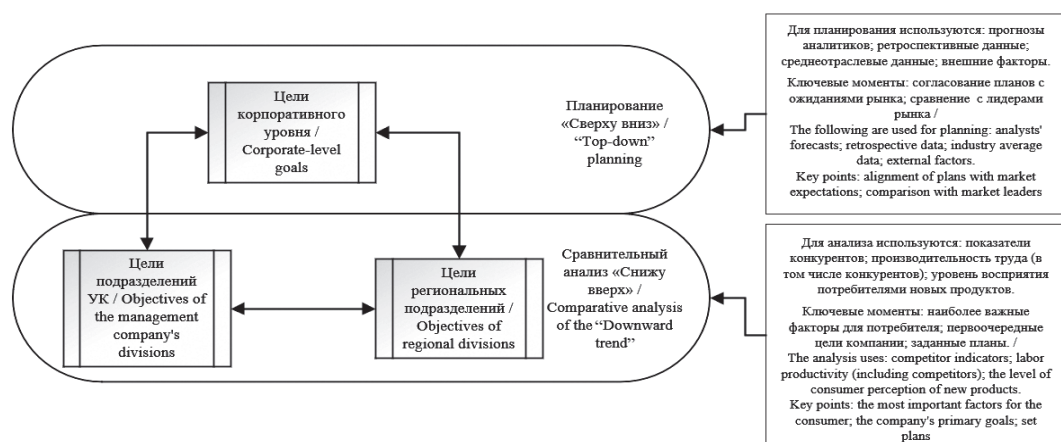 Цели
корпоративного
уровня /
Corporate-level
goals
Планирование
«Сверху вниз» /
“Top-down”
planning
Для планирования используются: прогнозы
аналитиков; ретроспективные данные;
среднеотраслевые данные; внешние факторы.
Ключевые моменты: согласование планов с
ожиданиями рынка; сравнение с лидерами
рынка /
The following are used for planning: analysts'
forecasts; retrospective data; industry average
data; external factors.
Key points: alignment of plans with market
expectations; comparison with market leaders
Цели
подразделений
УК / Objectives of
the management
company's
divisions
Цели
региональных
подразделений /
Objectives of
regional divisions
Сравнительный
анализ «Снижу
вверх» /
Comparative analysis
of the “Downward
trend”
Для анализа используются: показатели
конкурентов; производительность труда (в
том числе конкурентов); уровень восприятия
потребителями новых продуктов.
Ключевые моменты: наиболее важные
факторы для потребителя; первоочередные
цели компании; заданные планы. /
The analysis uses: competitor indicators; labor
productivity (including competitors); the level of
consumer perception of new products.
Key points: the most important factors for the
consumer; the company's primary goals; set
plans